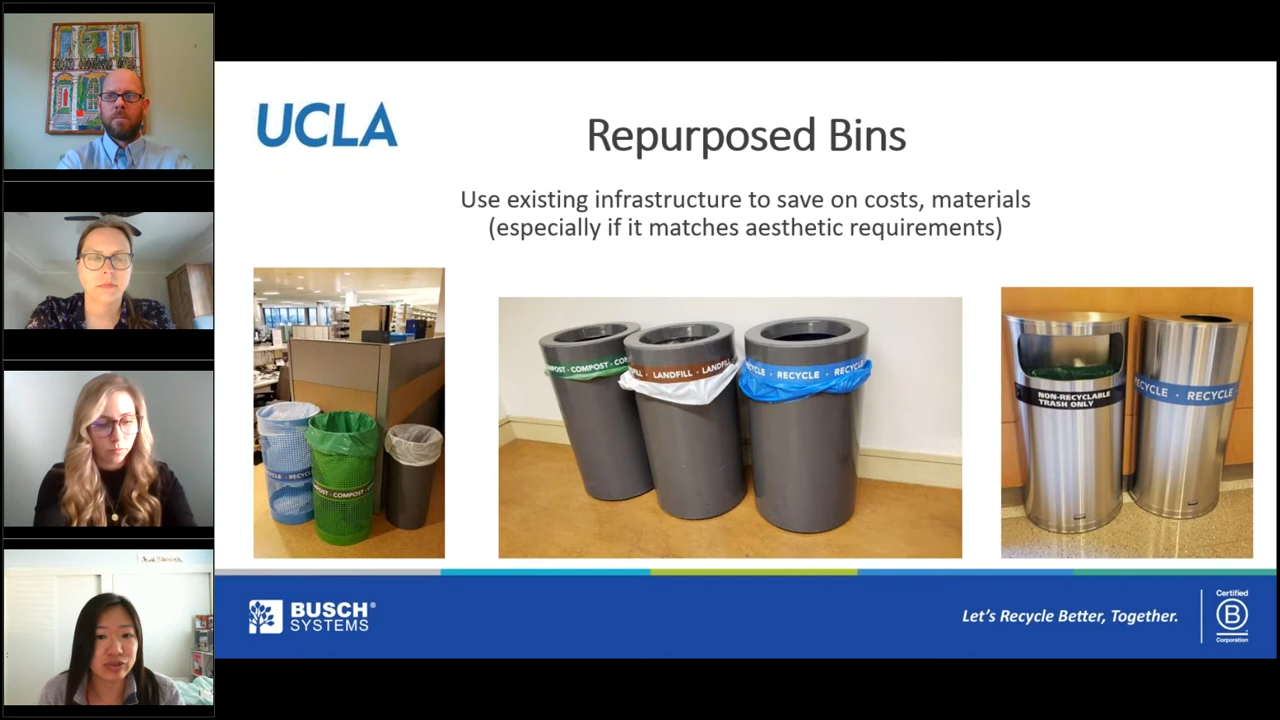 UCLA
Repurposed Bins
Use existing infrastructure to save on costs, materials
(especially if it matches aesthetic requirements)
RECYCLE
COMPOST
COMPOST · COMPOST
LANDFILL · LANDFILL
RECYCLE · RECYCLE · RECYCLE
NON-RECYCLABLE
TRASH ONLY
RECYCLE · RECYCLE
BUSCH®
SYSTEMS
Let's Recycle Better, Together.
Certified
B
Corporation